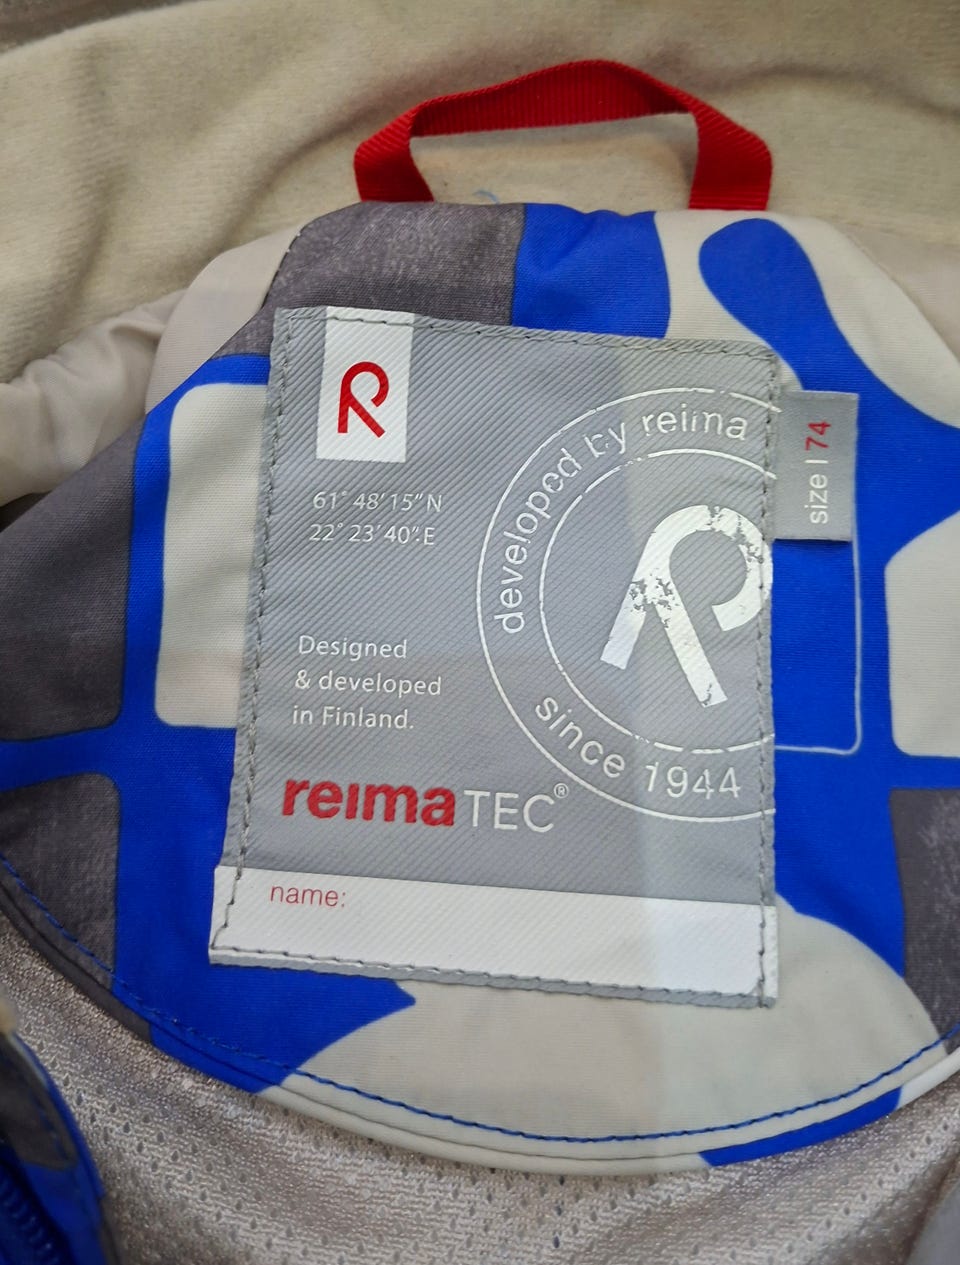 61° 48' 15" N
22° 23' 40". E
developed by reima
since 1944
size | 74
Designed
& developed
in Finland.
reimaTEC®
name: